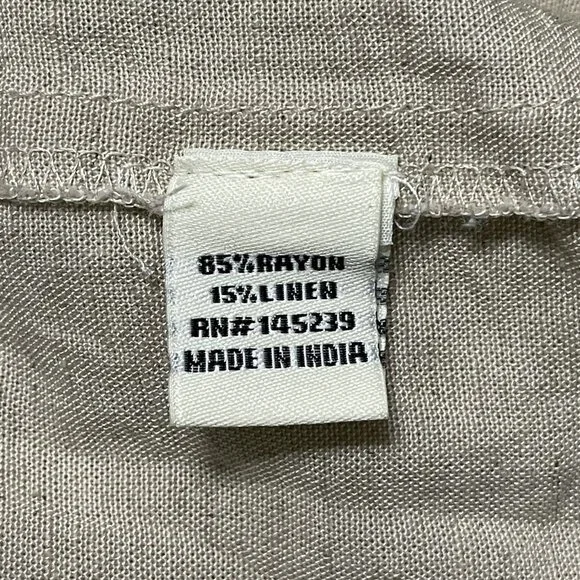 85%RAYON
15%LINEN
RN#145239
MADE IN INDIA